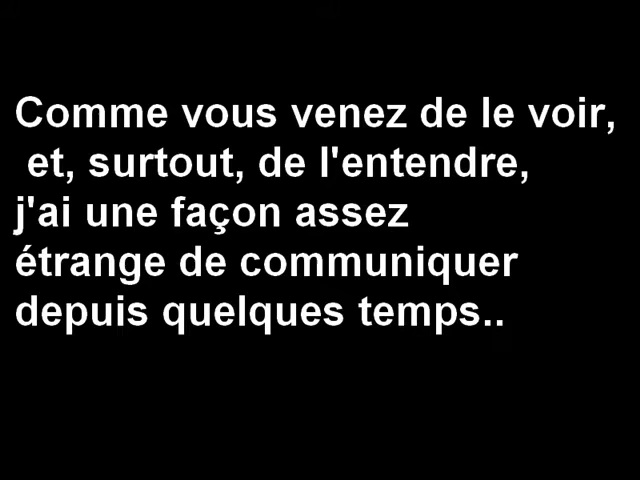 Comme vous venez de le voir,
et, surtout, de l'entendre,
j'ai une façon assez
étrange de communiquer
depuis quelques temps..